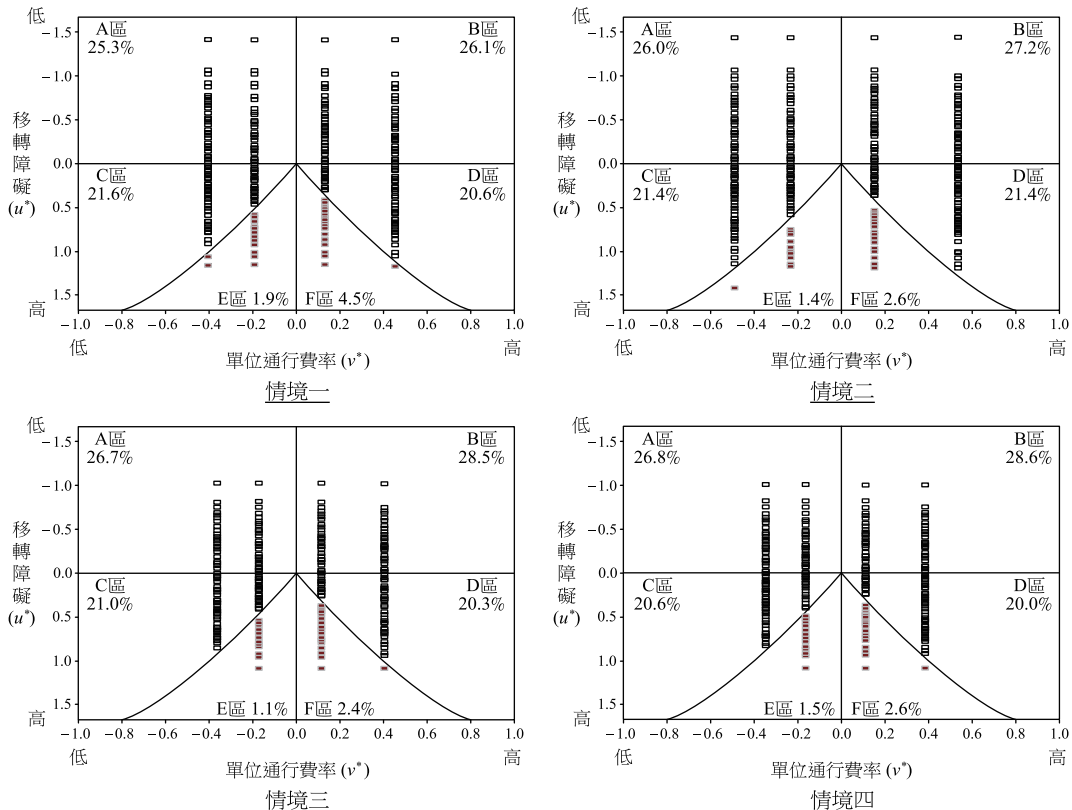 低
−1.5
−1.0
−0.5
0.0
0.5
1.0
1.5
高
移
轉
障
礙
(u*)
A區
25.3%
B區
26.1%
C區
21.6%
D區
20.6%
E區 1.9%
F區 4.5%
−1.0 −0.8 −0.6 −0.4 −0.2 0.0 0.2 0.4 0.6 0.8 1.0
低 高
單位通行費率 (v*)
情境一
低
−1.5
−1.0
−0.5
0.0
0.5
1.0
1.5
高
移
轉
障
礙
(u*)
A區
26.0%
B區
27.2%
C區
21.4%
D區
21.4%
E區 1.4%
F區 2.6%
−1.0 −0.8 −0.6 −0.4 −0.2 0.0 0.2 0.4 0.6 0.8 1.0
低 高
單位通行費率 (v*)
情境二
低
−1.5
−1.0
−0.5
0.0
0.5
1.0
1.5
高
移
轉
障
礙
(u*)
A區
26.7%
B區
28.5%
C區
21.0%
D區
20.3%
E區 1.1%
F區 2.4%
−1.0 −0.8 −0.6 −0.4 −0.2 0.0 0.2 0.4 0.6 0.8 1.0
低 高
單位通行費率 (v*)
情境三
低
−1.5
−1.0
−0.5
0.0
0.5
1.0
1.5
高
移
轉
障
礙
(u*)
A區
26.8%
B區
28.6%
C區
20.6%
D區
20.0%
E區 1.5%
F區 2.6%
−1.0 −0.8 −0.6 −0.4 −0.2 0.0 0.2 0.4 0.6 0.8 1.0
低 高
單位通行費率 (v*)
情境四